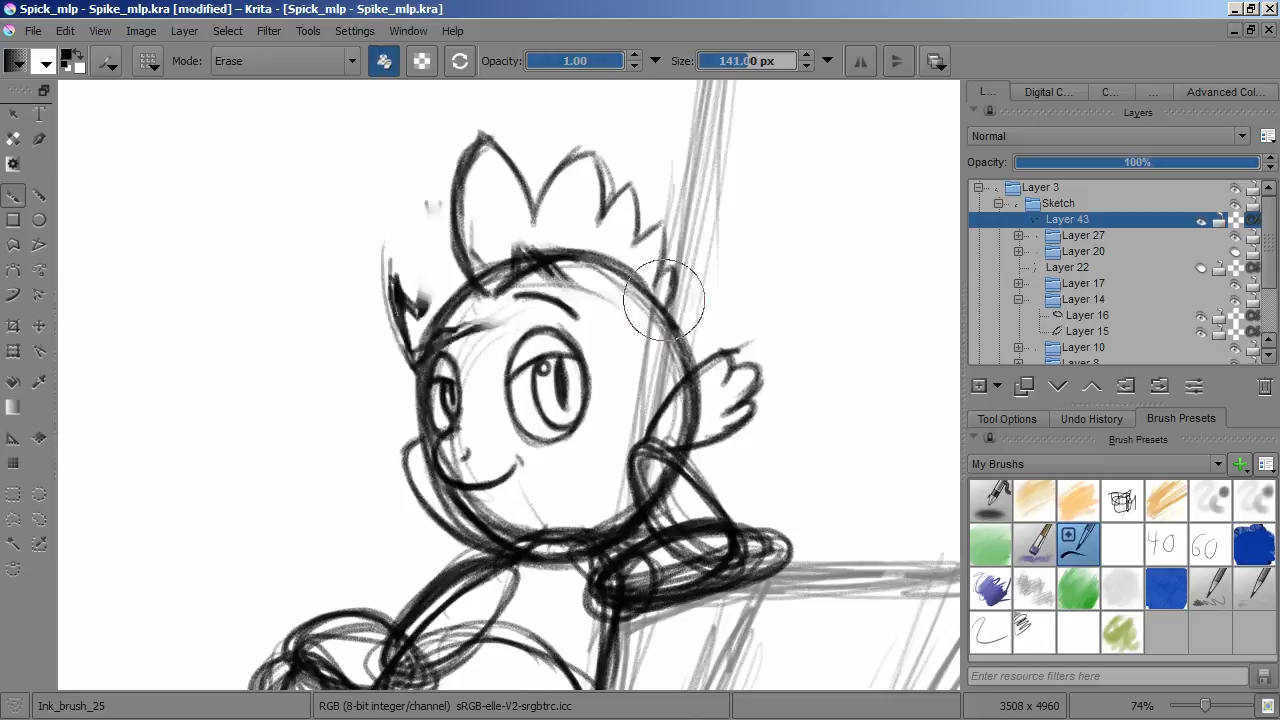 Spick_mlp - Spike_mlp.kra [modified] – Krita - [Spick_mlp - Spike_mlp.kra]
File Edit View Image Layer Select Filter Tools Settings Window Help
Mode: Erase Opacity: 1.00 Size: 141.00 px
L... Digital C... C... ... Advanced Col...
Layers
Normal
Opacity: 100%
Layer 3
Sketch
Layer 43
Layer 27
Layer 20
Layer 22
Layer 17
Layer 14
Layer 16
Layer 15
Layer 10
Layer 8
Tool Options Undo History Brush Presets
Brush Presets
My Brushes
40 60
Enter resource filters here
Ink_brush_25 RGB (8-bit integer/channel) sRGB-elle-V2-srgbtrc.icc 3508 x 4960 74%